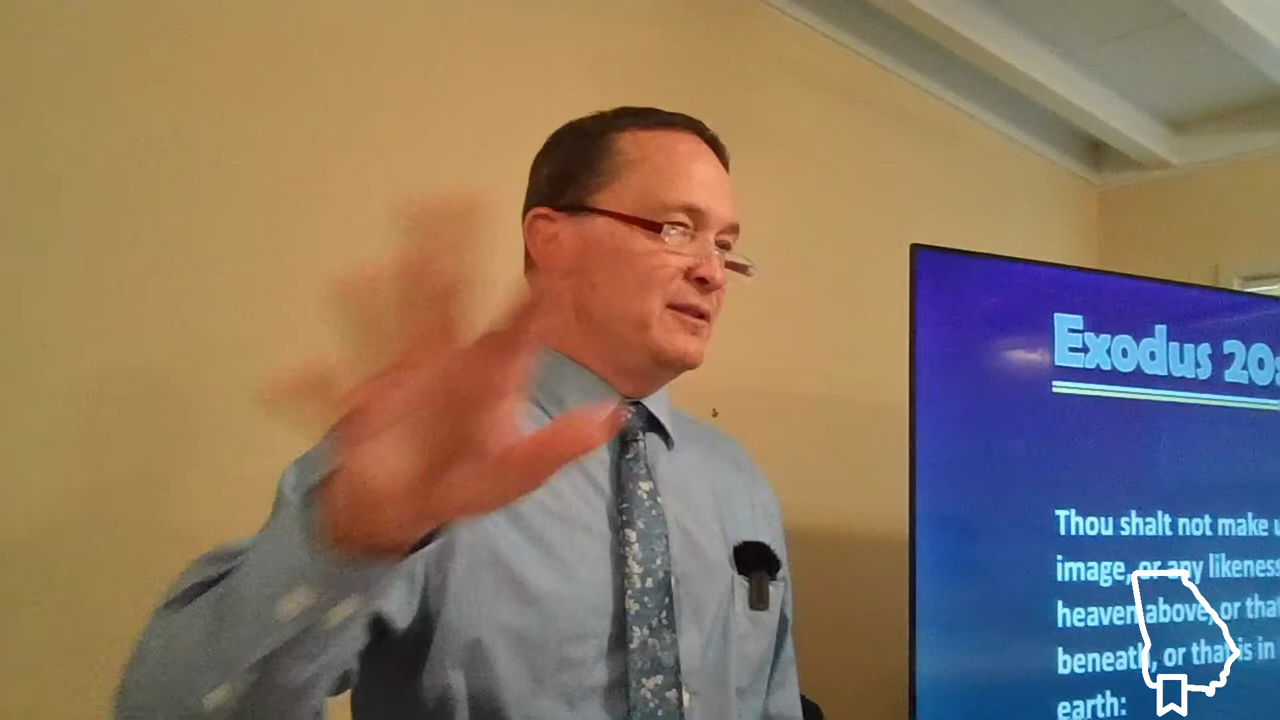 Exodus 20:
Thou shalt not make
image, or any likeness
heaven above, or that
beneath, or that is in
earth: